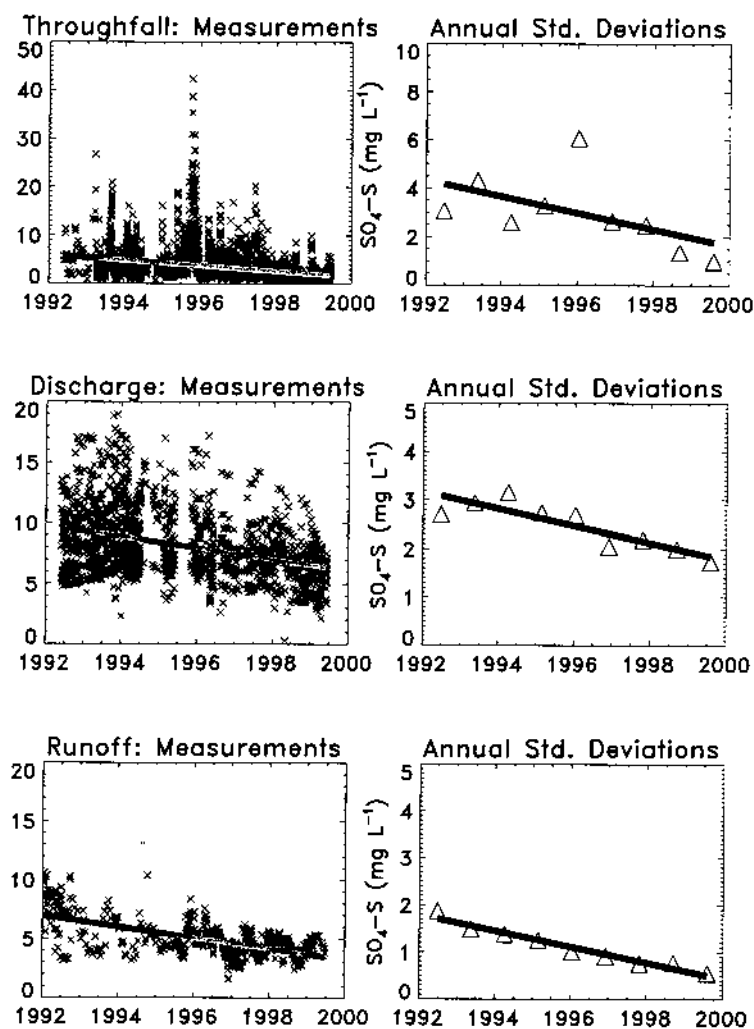 Throughfall: Measurements
Annual Std. Deviations
50
40
30
20
10
0
1992 1994 1996 1998 2000
SO4-S (mg L-1)
10
8
6
4
2
0
1992 1994 1996 1998 2000
Discharge: Measurements
Annual Std. Deviations
20
15
10
5
0
1992 1994 1996 1998 2000
SO4-S (mg L-1)
5
4
3
2
1
0
1992 1994 1996 1998 2000
Runoff: Measurements
Annual Std. Deviations
20
15
10
5
0
1992 1994 1996 1998 2000
SO4-S (mg L-1)
5
4
3
2
1
0
1992 1994 1996 1998 2000